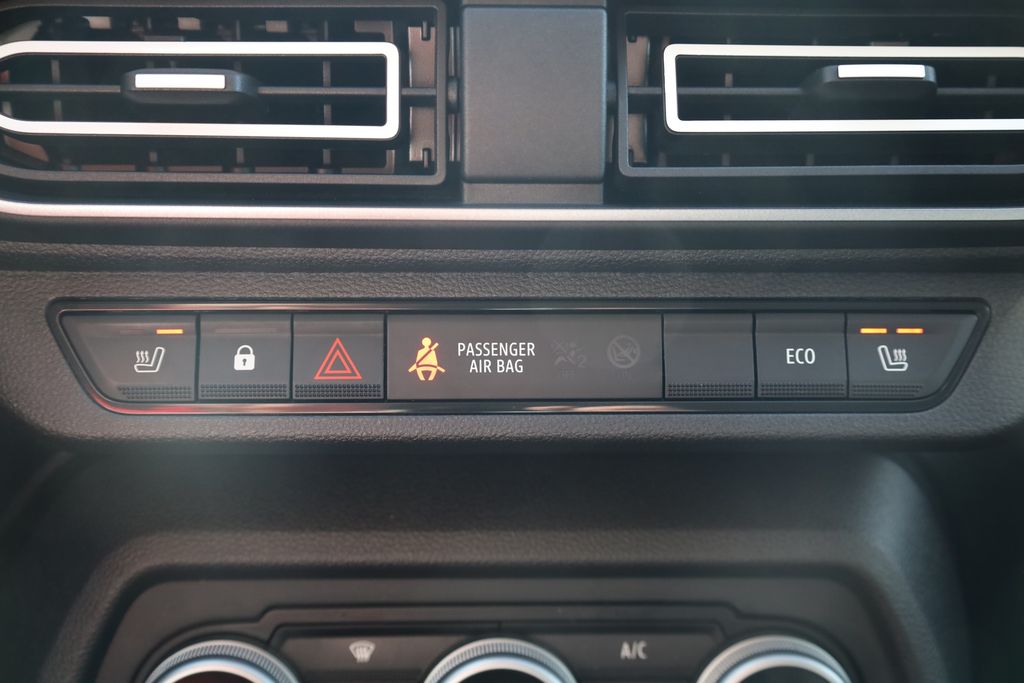 PASSENGER
AIR BAG
ECO
A/C